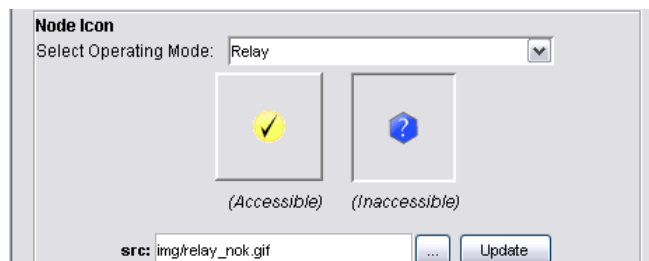 Node Icon
Select Operating Mode: Relay
?
(Accessible) (Inaccessible)
src: img/relay_nok.gif ... Update